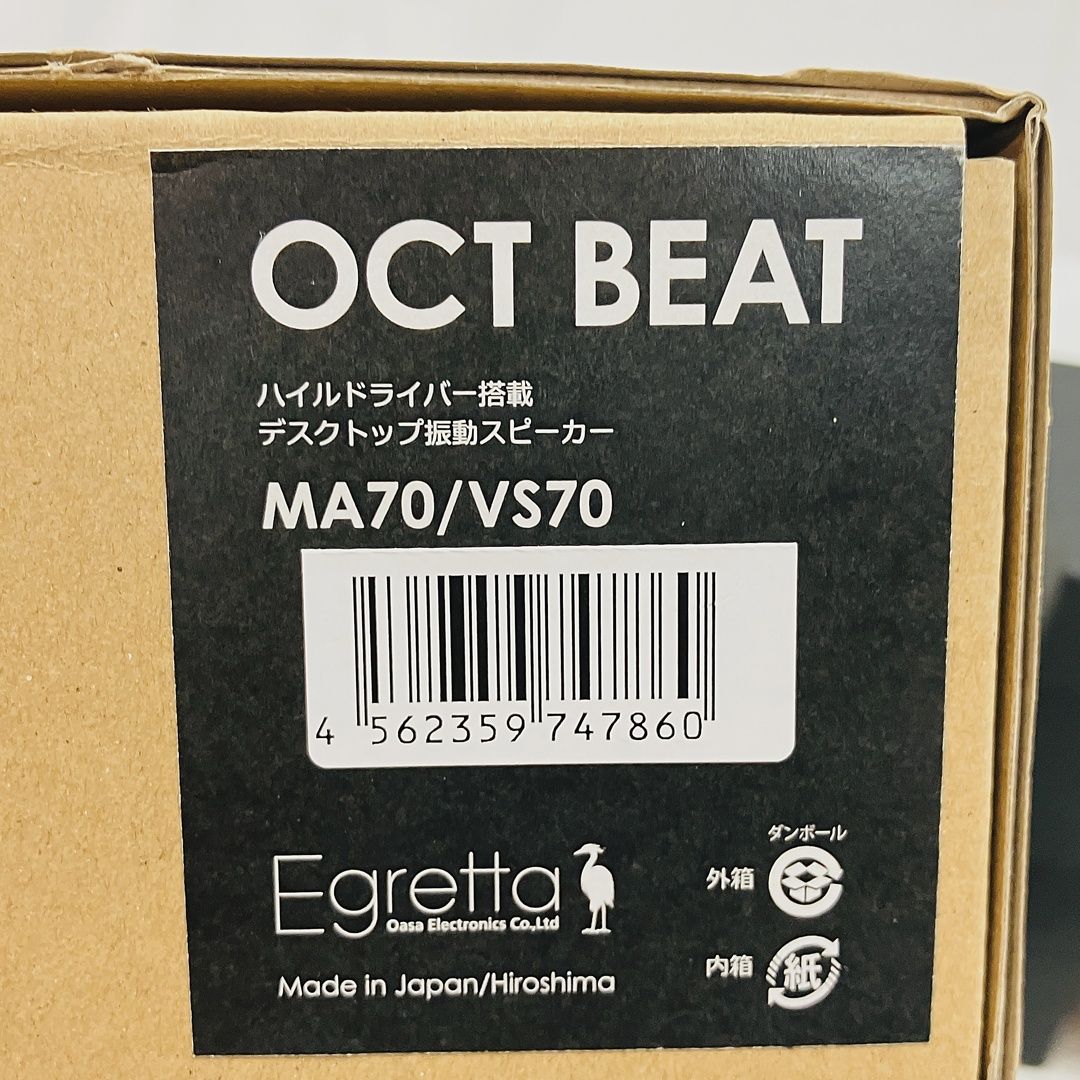 OCT BEAT
ハイルドライバー搭載
デスクトップ振動スピーカー
MA70/VS70
4 562359 747860
Egretta
Oasa Electronics Co.,Ltd
Made in Japan/Hiroshima
ダンボール
外箱
内箱 紙